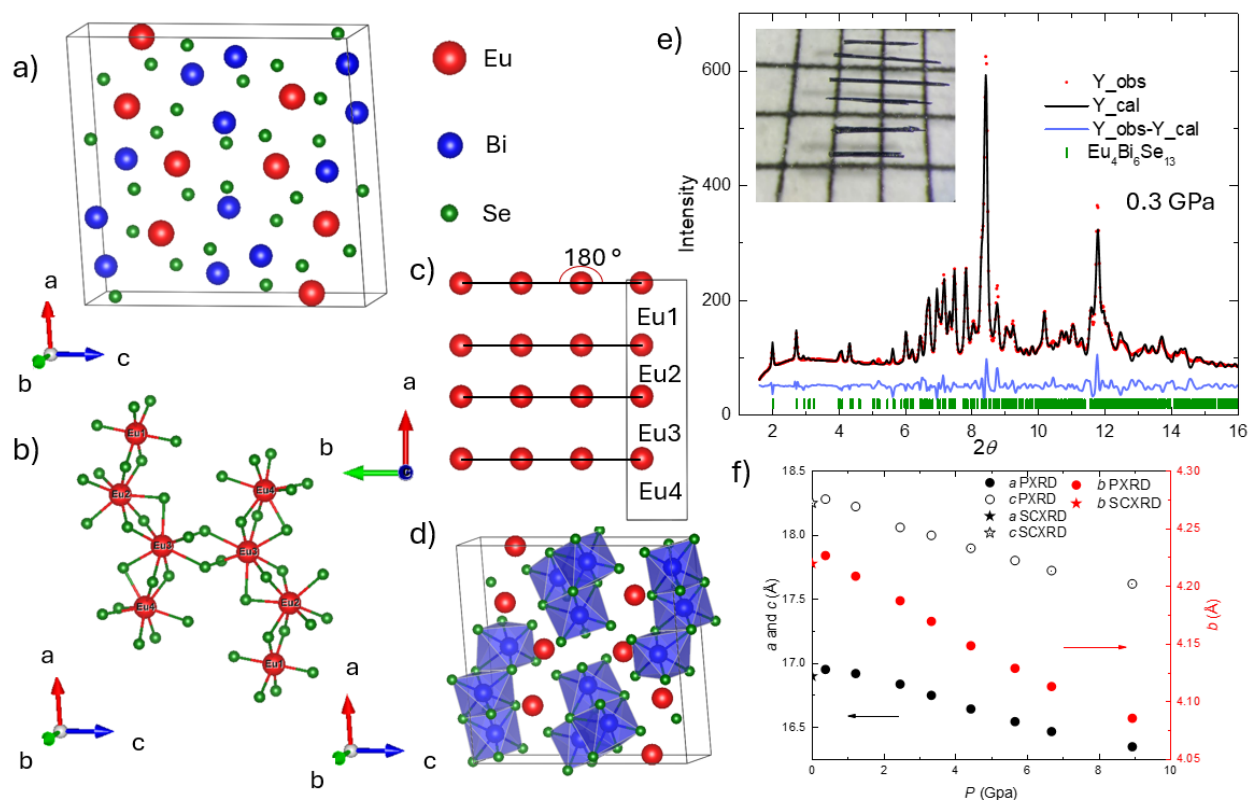 a)
Eu
Bi
Se
a
c
b
b)
Eu1
Eu2
Eu3
Eu4
Eu4
Eu3
Eu2
Eu1
a
b
c
c)
180 °
Eu1
Eu2
Eu3
Eu4
a
b
c
d)
a
b
c
e)
600
400
200
0
Intensity
Y_obs
Y_cal
Y_obs-Y_cal
Eu4Bi6Se13
0.3 GPa
2 4 6 8 10 12 14 16
2θ
f)
18.5
18.0
17.5
17.0
16.5
a and c (Å)
a PXRD
c PXRD
a SCXRD
c SCXRD
b PXRD
b SCXRD
4.30
4.25
4.20
4.15
4.10
4.05
b (Å)
0 2 4 6 8 10
P (Gpa)